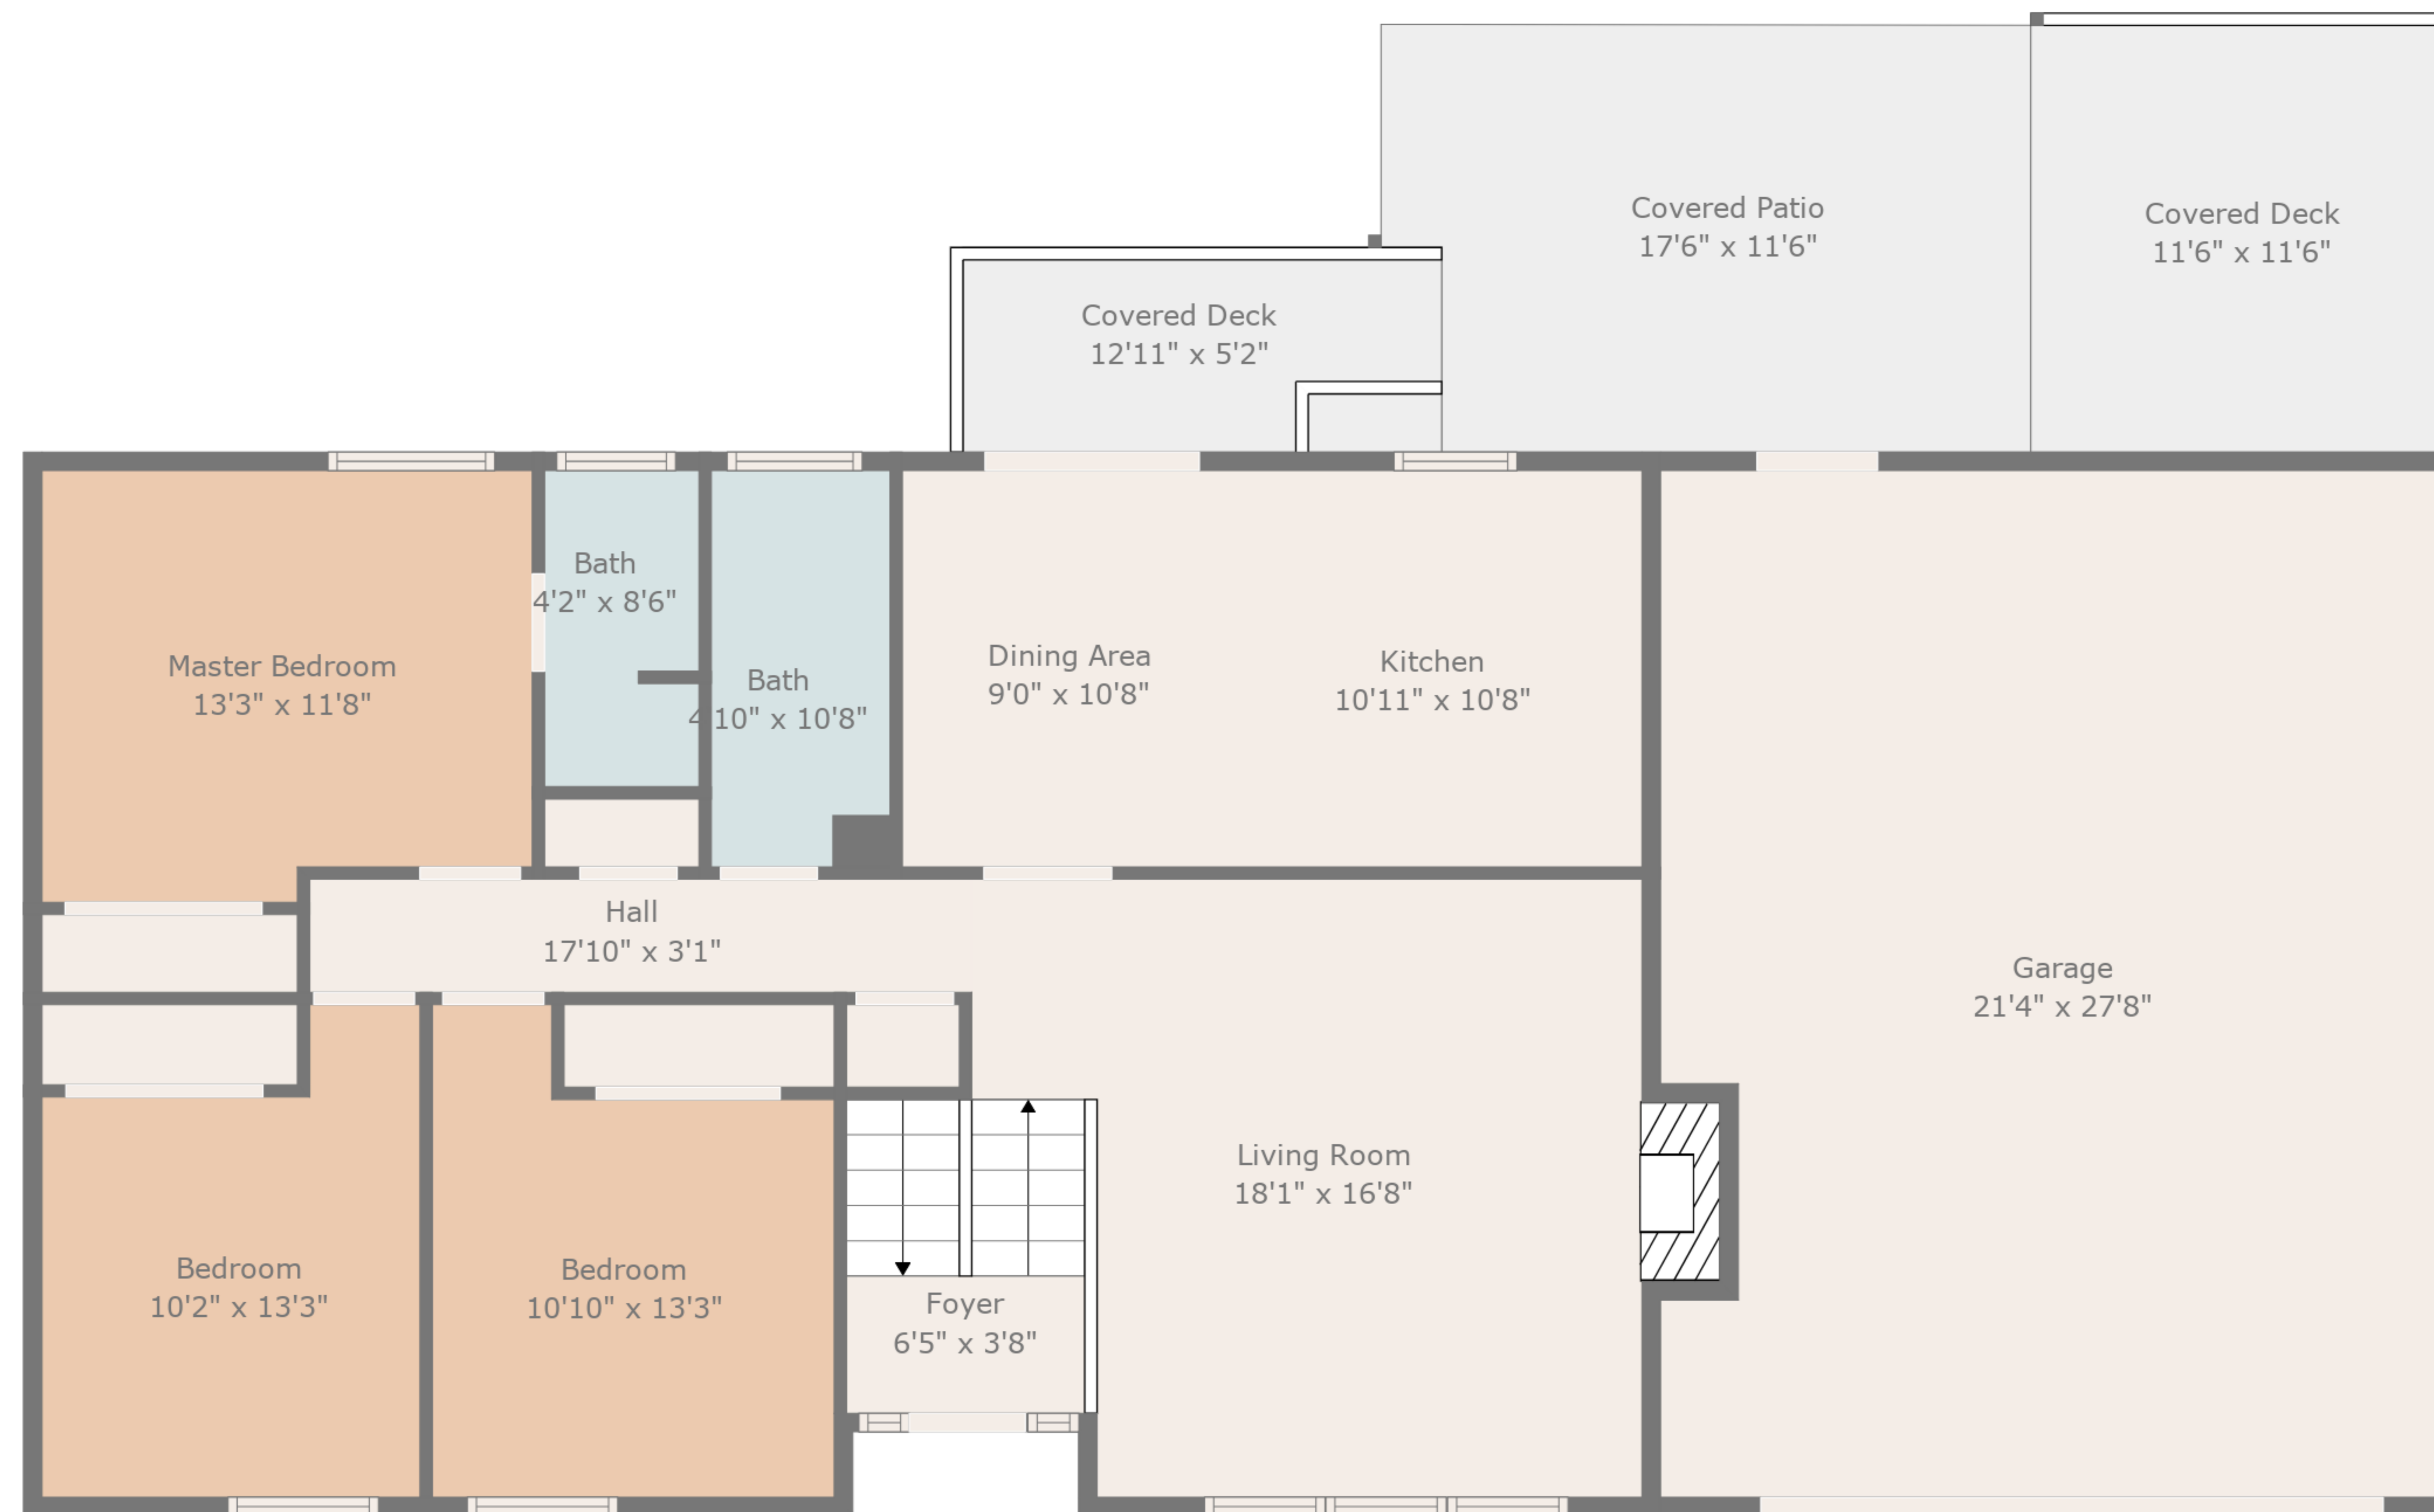 Covered Patio
17'6" x 11'6"
Covered Deck
11'6" x 11'6"
Covered Deck
12'11" x 5'2"
Bath
4'2" x 8'6"
Master Bedroom
13'3" x 11'8"
Bath
4'10" x 10'8"
Dining Area
9'0" x 10'8"
Kitchen
10'11" x 10'8"
Hall
17'10" x 3'1"
Garage
21'4" x 27'8"
Living Room
18'1" x 16'8"
Bedroom
10'2" x 13'3"
Bedroom
10'10" x 13'3"
Foyer
6'5" x 3'8"